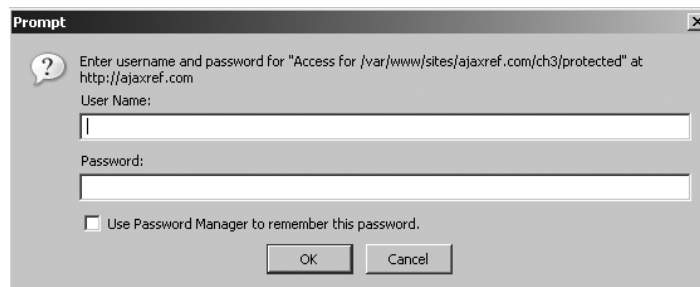 Prompt
Enter username and password for "Access for /var/www/sites/ajaxref.com/ch3/protected" at
http://ajaxref.com
User Name:
Password:
Use Password Manager to remember this password.
OK
Cancel